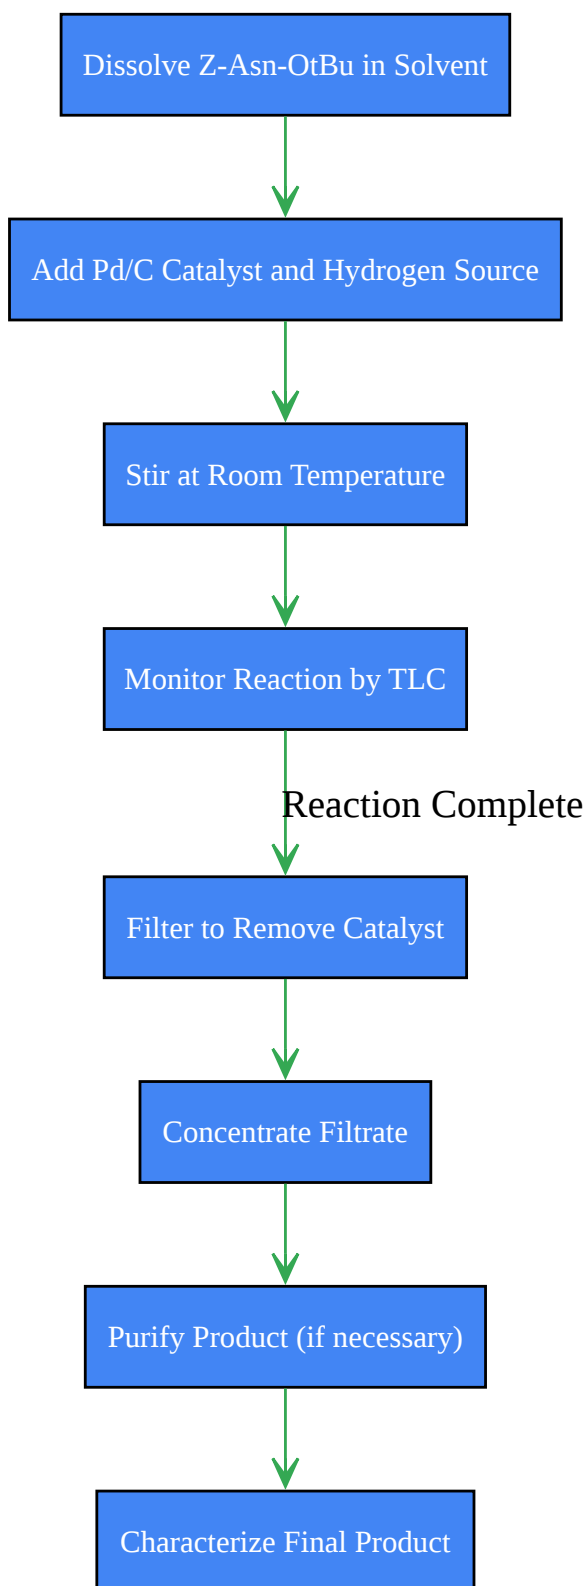 Dissolve Z-Asn-OtBu in Solvent
Add Pd/C Catalyst and Hydrogen Source
Stir at Room Temperature
Monitor Reaction by TLC
Reaction Complete
Filter to Remove Catalyst
Concentrate Filtrate
Purify Product (if necessary)
Characterize Final Product